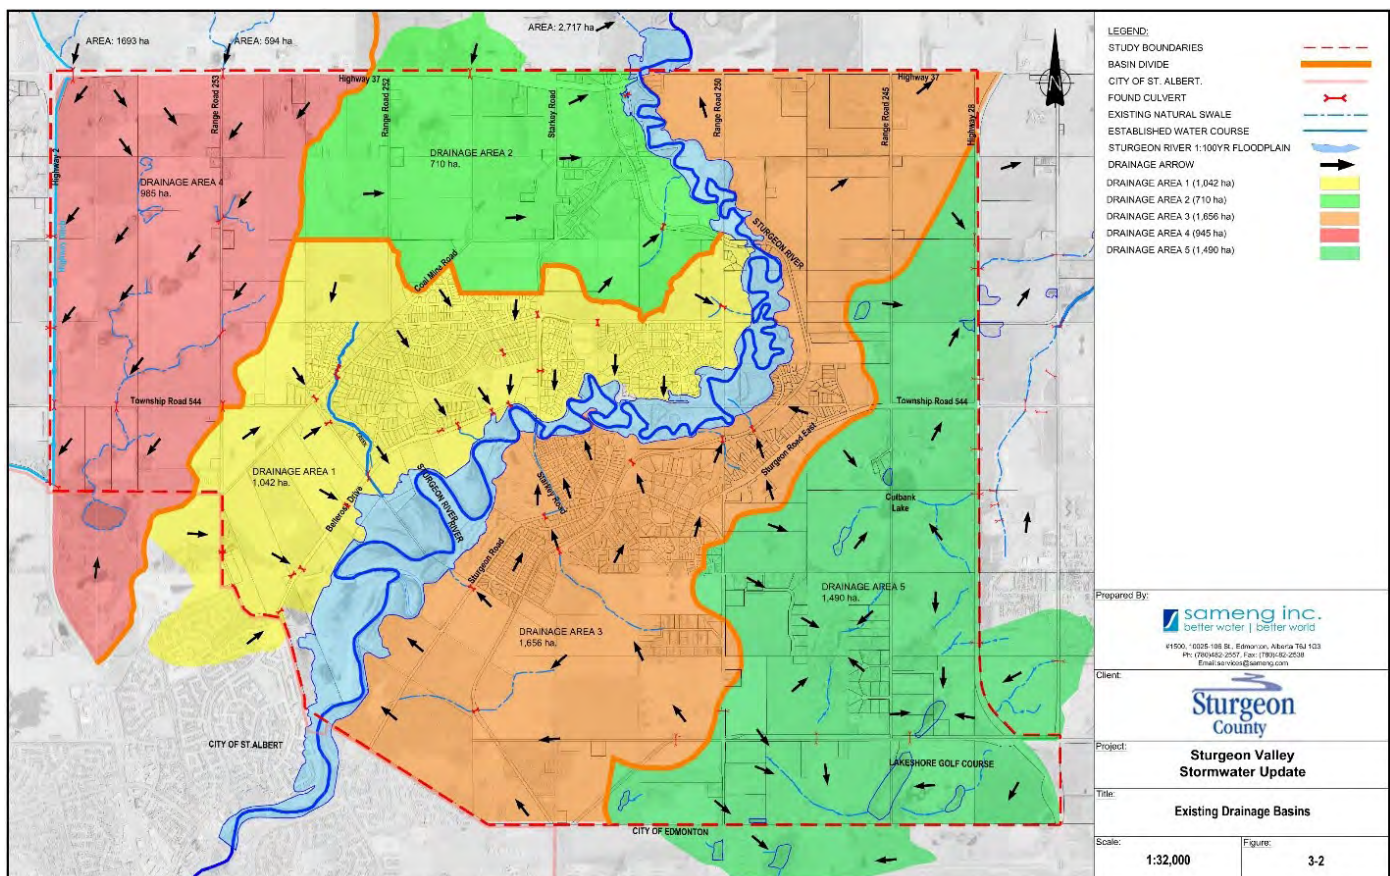 AREA: 1693 ha
AREA: 594 ha
AREA: 2,717 ha
Highway 37
Highway 37
Range Road 253
Range Road 252
Starkey Road
Range Road 250
Range Road 245
Highway 28
Highway 2
DRAINAGE AREA 2
710 ha.
DRAINAGE AREA 4
985 ha.
STURGEON RIVER
Coal Mine Road
Township Road 544
Township Road 544
DRAINAGE AREA 1
1,042 ha.
Bellerose Drive
STURGEON RIVER
RIVER
Starkey Road
Sturgeon Road East
Sturgeon Road
Cutbank
Lake
DRAINAGE AREA 5
1,490 ha.
DRAINAGE AREA 3
1,656 ha.
CITY OF ST.ALBERT
LAKESHORE GOLF COURSE
CITY OF EDMONTON
LEGEND:
STUDY BOUNDARIES
BASIN DIVIDE
CITY OF ST. ALBERT.
FOUND CULVERT
EXISTING NATURAL SWALE
ESTABLISHED WATER COURSE
STURGEON RIVER 1:100YR FLOODPLAIN
DRAINAGE ARROW
DRAINAGE AREA 1 (1,042 ha)
DRAINAGE AREA 2 (710 ha)
DRAINAGE AREA 3 (1,656 ha)
DRAINAGE AREA 4 (945 ha)
DRAINAGE AREA 5 (1,490 ha)
Prepared By:
sameng inc.
better water | better world
Client:
Sturgeon
County
Project:
Sturgeon Valley
Stormwater Update
Title:
Existing Drainage Basins
Scale:
1:32,000
Figure:
3-2